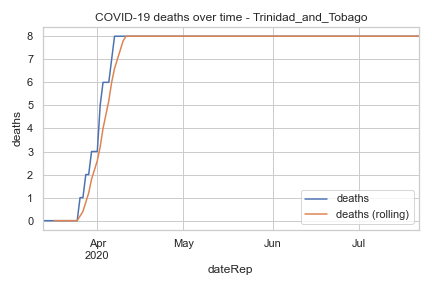 COVID-19 deaths over time - Trinidad_and_Tobago
deaths
8
7
6
5
4
3
2
1
0
deaths
deaths (rolling)
Apr
2020
May
Jun
Jul
dateRep